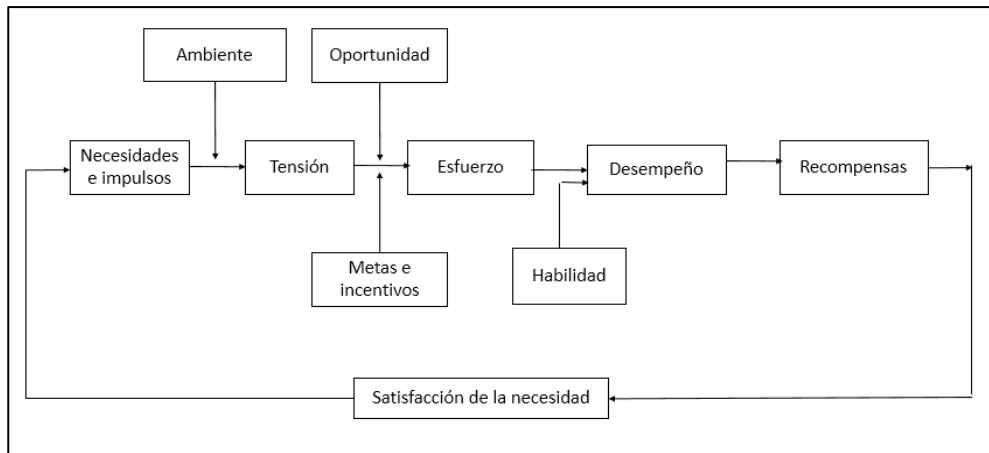 Ambiente
Oportunidad
Necesidades
e impulsos
Tensión
Esfuerzo
Desempeño
Recompensas
Metas e
incentivos
Habilidad
Satisfacción de la necesidad